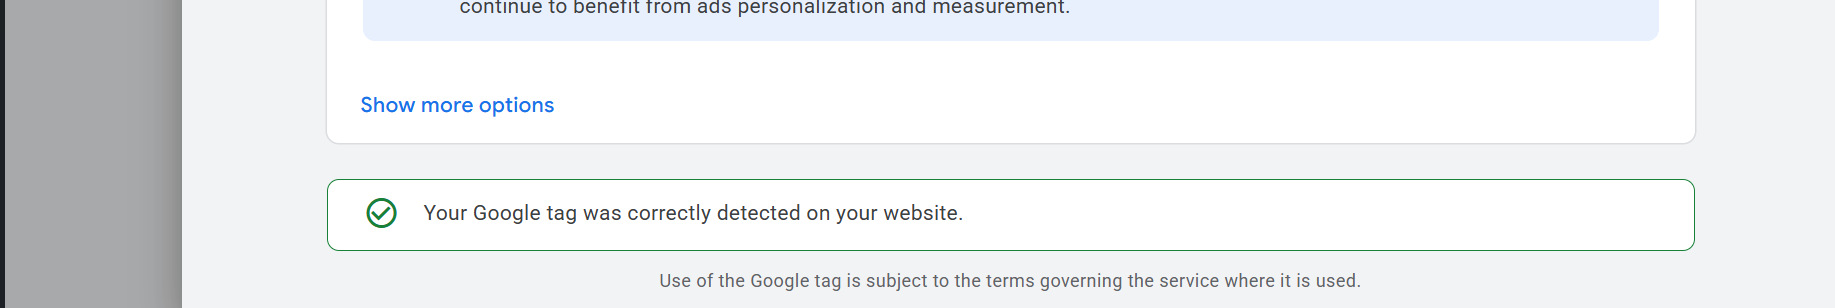 continue to benefit from ads personalization and measurement.
Show more options
Your Google tag was correctly detected on your website.
Use of the Google tag is subject to the terms governing the service where it is used.